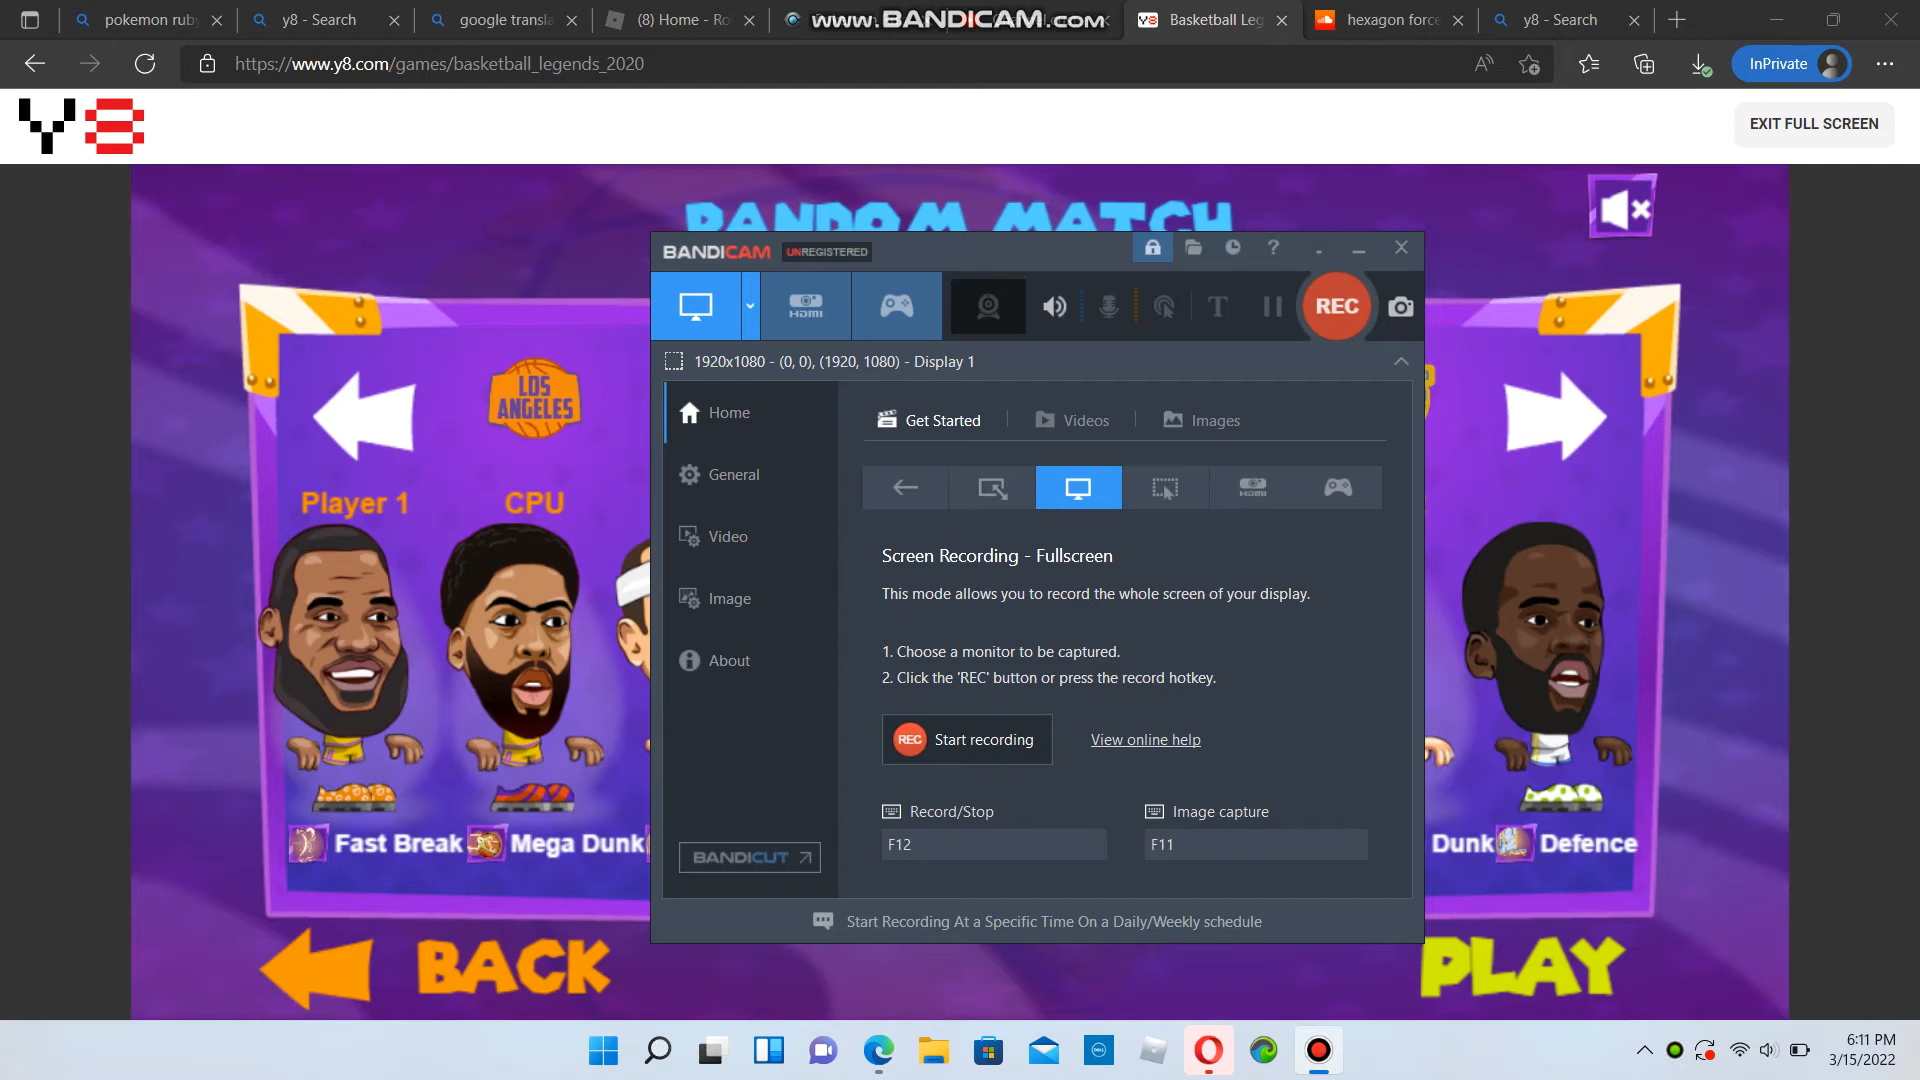 pokemon ruby
y8 - Search
google transla
(8) Home - Ro
www.BANDICAM.com
Basketball Leg
hexagon force
y8 - Search
https://www.y8.com/games/basketball_legends_2020
InPrivate
Y8
EXIT FULL SCREEN
RANDOM MATCH
BANDICAM UNREGISTERED
HDMI
REC
1920x1080 - (0, 0), (1920, 1080) - Display 1
LOS ANGELES
Home
General
Video
Image
About
Get Started
Videos
Images
HDMI
Player 1
CPU
Screen Recording - Fullscreen
This mode allows you to record the whole screen of your display.
1. Choose a monitor to be captured.
2. Click the 'REC' button or press the record hotkey.
REC Start recording
View online help
Record/Stop
Image capture
F12
F11
Fast Break
Mega Dunk
Dunk
Defence
BANDICUT
Start Recording At a Specific Time On a Daily/Weekly schedule
BACK
PLAY
DELL
6:11 PM
3/15/2022